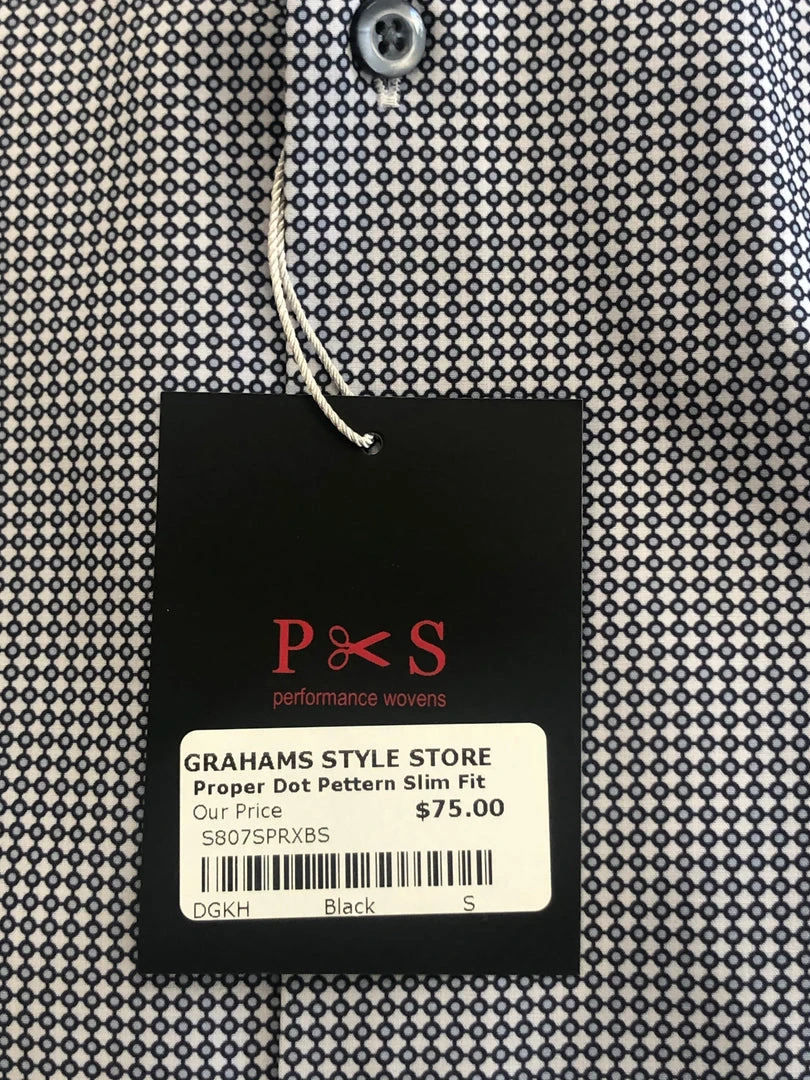 P S
performance wovens
GRAHAMS STYLE STORE
Proper Dot Pettern Slim Fit
Our Price $75.00
S807SPRXBS
DGKH Black S